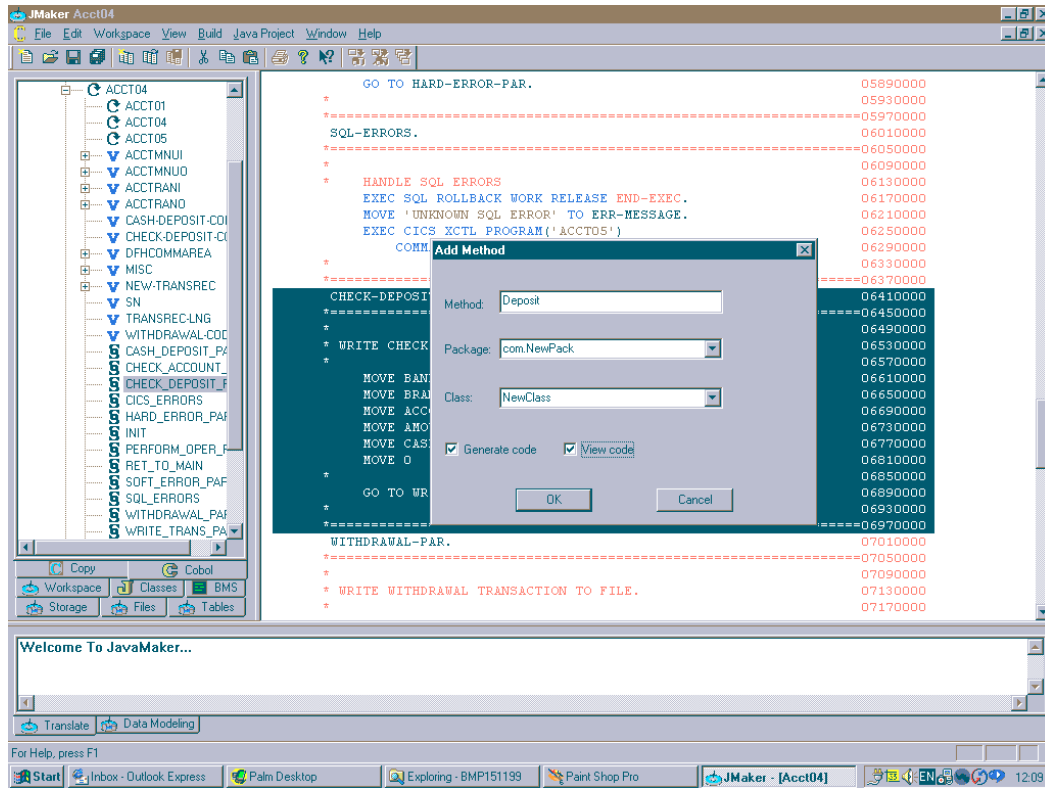 JMaker Acct04
File Edit Workspace View Build Java Project Window Help
ACCT04
ACCT01
ACCT04
ACCT05
ACCTMNUI
ACCTMNUO
ACCTRANI
ACCTRANO
CASH-DEPOSIT-COI
CHECK-DEPOSIT-C(
DFHCOMMAREA
MISC
NEW-TRANSREC
SN
TRANSREC-LNG
WITHDRAWAL-COD
CASH_DEPOSIT_PA
CHECK_ACCOUNT_
CHECK_DEPOSIT_F
CICS_ERRORS
HARD_ERROR_PAF
INIT
PERFORM_OPER_F
RET_TO_MAIN
SOFT_ERROR_PAF
SQL_ERRORS
WITHDRAWAL_PAF
WRITE_TRANS_PA
Copy Cobol
Workspace Classes BMS
Storage Files Tables
GO TO HARD-ERROR-PAR. 05890000
* 05930000
*=================================================================05970000
SQL-ERRORS. 06010000
*=================================================================06050000
* 06090000
* HANDLE SQL ERRORS 06130000
EXEC SQL ROLLBACK WORK RELEASE END-EXEC. 06170000
MOVE 'UNKNOWN SQL ERROR' TO ERR-MESSAGE. 06210000
EXEC CICS XCTL PROGRAM('ACCT05') 06250000
COMM 06290000
* 06330000
*============ =====06370000
CHECK-DEPOSIT 06410000
*============ =====06450000
* 06490000
* WRITE CHECK 06530000
* 06570000
MOVE BAN 06610000
MOVE BRA 06650000
MOVE ACC 06690000
MOVE AMO 06730000
MOVE CAS 06770000
MOVE 0 06810000
* 06850000
GO TO WR 06890000
* 06930000
*============ =====06970000
WITHDRAWAL-PAR. 07010000
*=================================================================07050000
* 07090000
* WRITE WITHDRAWAL TRANSACTION TO FILE. 07130000
* 07170000
Add Method
Method: Deposit
Package: com.NewPack
Class: NewClass
Generate code View code
OK Cancel
Welcome To JavaMaker...
Translate Data Modeling
For Help, press F1
Start Inbox - Outlook Express Palm Desktop Exploring - BMP151199 Paint Shop Pro JMaker - [Acct04] EN 12:09